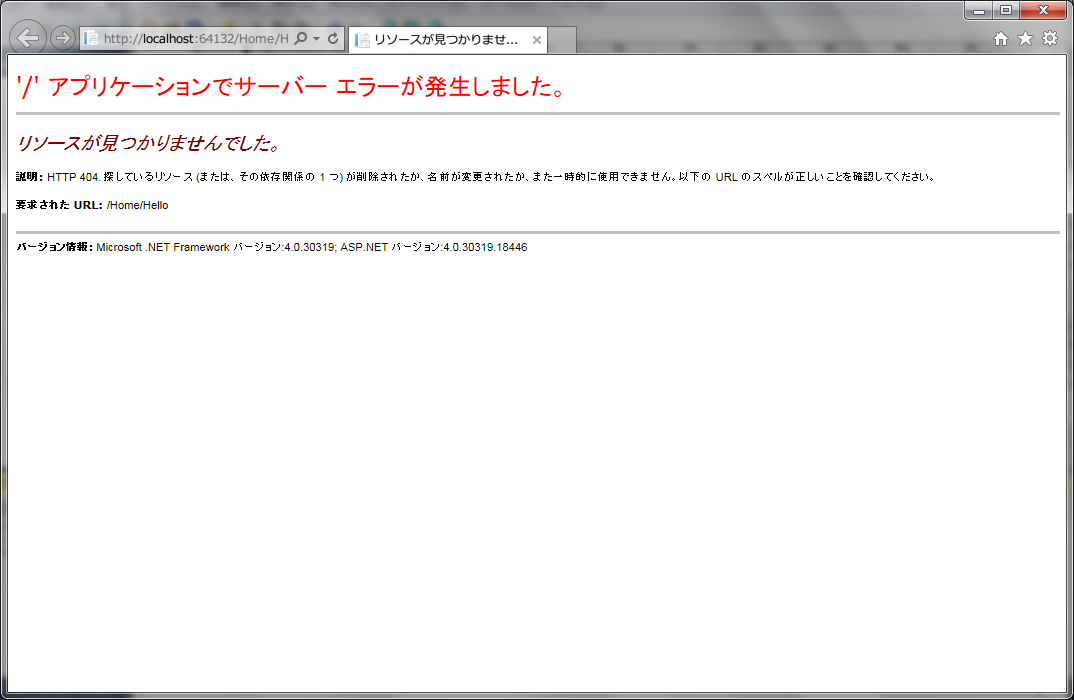 http://localhost:64132/Home/H
リソースが見つかりませ...
'/' アプリケーションでサーバー エラーが発生しました。
リソースが見つかりませんでした。
説明: HTTP 404. 探しているリソース (または、その依存関係の 1 つ) が削除されたか、名前が変更されたか、また一時的に使用できません。以下の URL のスペルが正しいことを確認してください。
要求された URL: /Home/Hello
バージョン情報: Microsoft .NET Framework バージョン:4.0.30319; ASP.NET バージョン:4.0.30319.18446